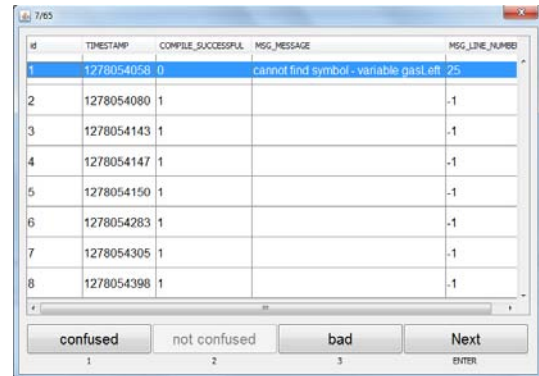 7/65
id TIMESTAMP COMPILE_SUCCESSFUL MSG_MESSAGE MSG_LINE_NUMBE
1 1278054058 0 cannot find symbol - variable gasLeft 25
2 1278054080 1 -1
3 1278054143 1 -1
4 1278054147 1 -1
5 1278054150 1 -1
6 1278054283 1 -1
7 1278054305 1 -1
8 1278054398 1 -1
confused not confused bad Next
1 2 3 ENTER